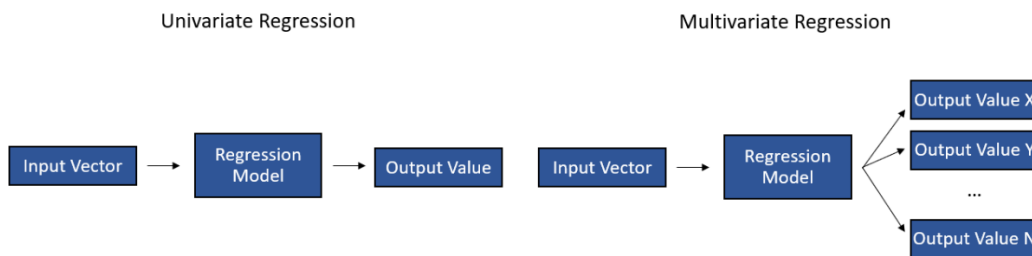 Univariate Regression
Multivariate Regression
Input Vector
Regression
Model
Output Value
Input Vector
Regression
Model
Output Value X
Output Value Y
...
Output Value N